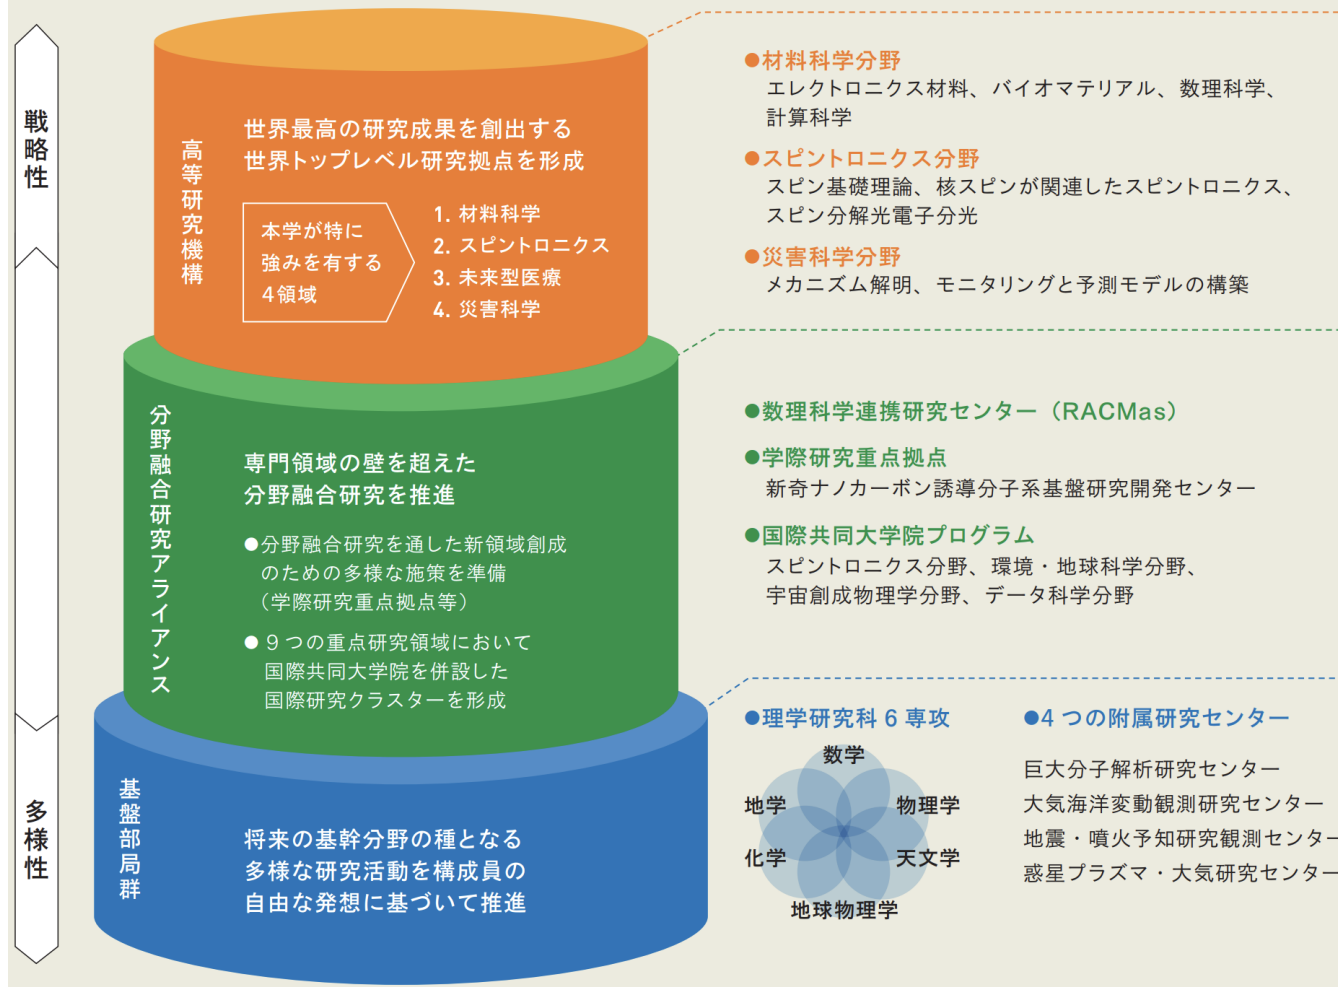 戦略性
多様性
高等研究機構
世界最高の研究成果を創出する
世界トップレベル研究拠点を形成
本学が特に
強みを有する
4領域
1. 材料科学
2. スピントロニクス
3. 未来型医療
4. 災害科学
●材料科学分野
エレクトロニクス材料、バイオマテリアル、数理科学、
計算科学
●スピントロニクス分野
スピン基礎理論、核スピンが関連したスピントロニクス、
スピン分解光電子分光
●災害科学分野
メカニズム解明、モニタリングと予測モデルの構築
分野融合研究アライアンス
専門領域の壁を超えた
分野融合研究を推進
●分野融合研究を通した新領域創成
のための多様な施策を準備
（学際研究重点拠点等）
● 9 つの重点研究領域において
国際共同大学院を併設した
国際研究クラスターを形成
●数理科学連携研究センター（RACMas）
●学際研究重点拠点
新奇ナノカーボン誘導分子系基盤研究開発センター
●国際共同大学院プログラム
スピントロニクス分野、環境・地球科学分野、
宇宙創成物理学分野、データ科学分野
基盤部局群
将来の基幹分野の種となる
多様な研究活動を構成員の
自由な発想に基づいて推進
●理学研究科 6 専攻
数学
地学
物理学
化学
天文学
地球物理学
●4 つの附属研究センター
巨大分子解析研究センター
大気海洋変動観測研究センター
地震・噴火予知研究観測センター
惑星プラズマ・大気研究センター